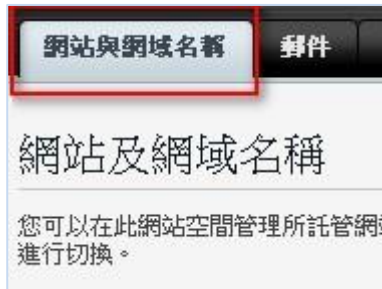 網站與網域名稱
郵件
網站及網域名稱
您可以在此網站空間管理所託管網
進行切換。